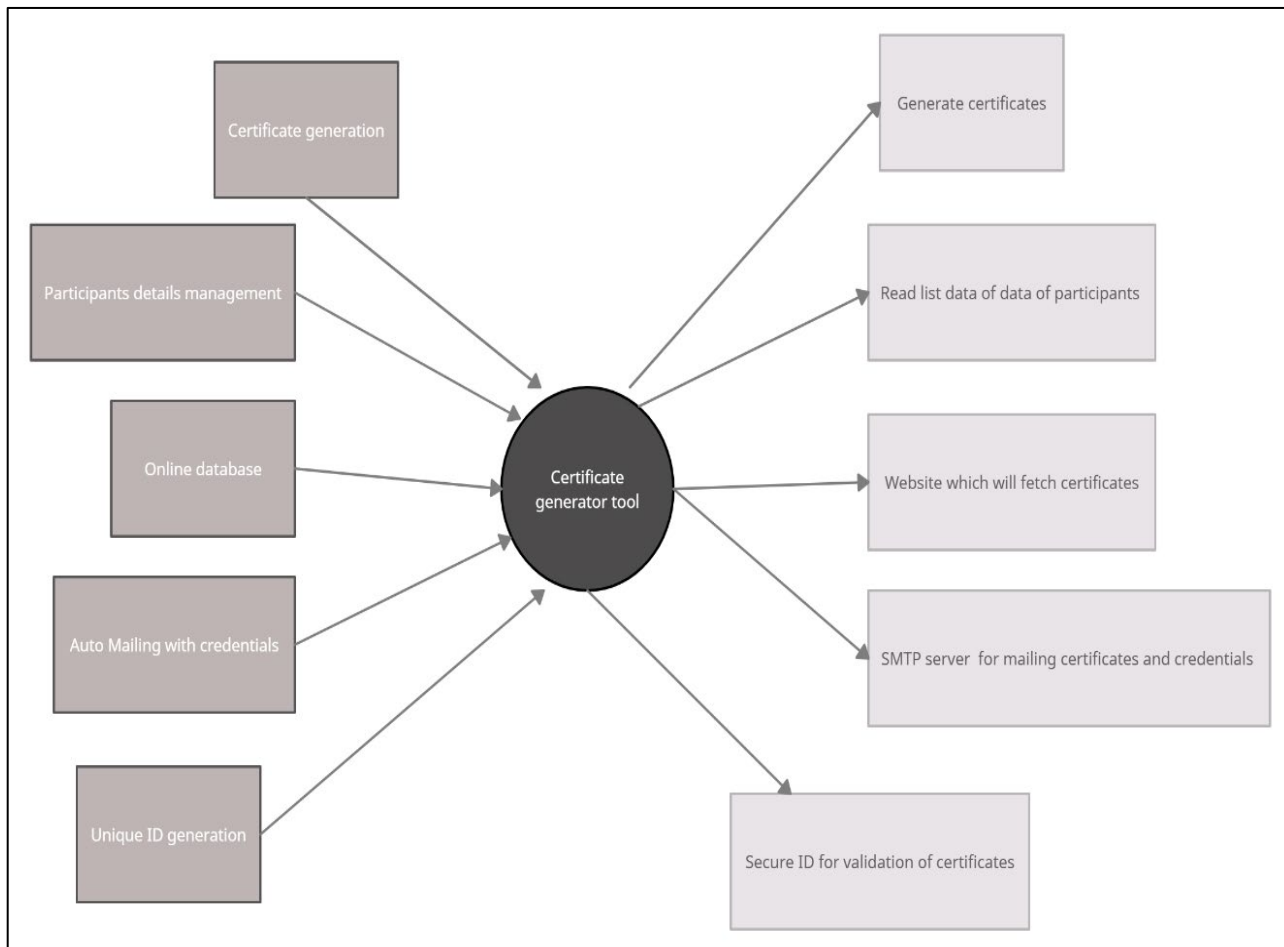 Certificate generation
Participants details management
Online database
Auto Mailing with credentials
Unique ID generation
Certificate
generator tool
Generate certificates
Read list data of data of participants
Website which will fetch certificates
SMTP server  for mailing certificates and credentials
Secure ID for validation of certificates